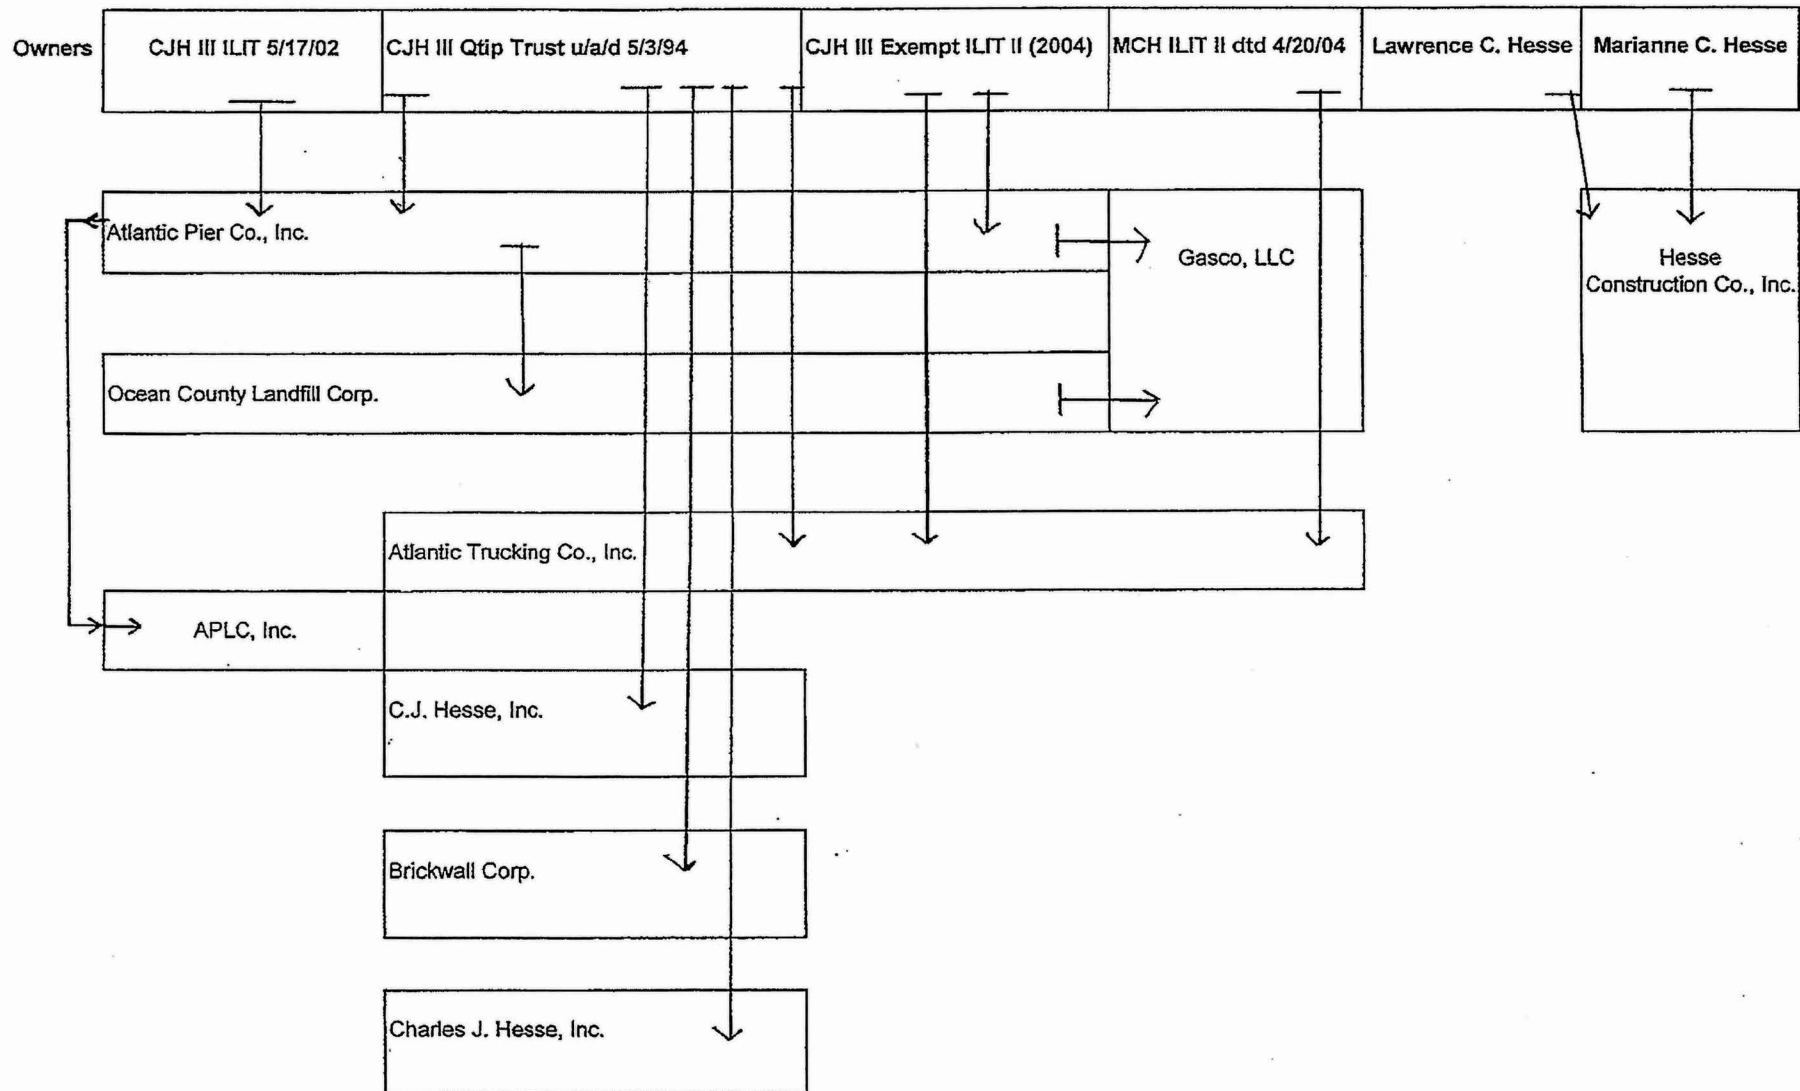 Owners
CJH III ILIT 5/17/02
CJH III Qtip Trust u/a/d 5/3/94
CJH III Exempt ILIT II (2004)
MCH ILIT II dtd 4/20/04
Lawrence C. Hesse
Marianne C. Hesse
Atlantic Pier Co., Inc.
Gasco, LLC
Hesse
Construction Co., Inc.
Ocean County Landfill Corp.
Atlantic Trucking Co., Inc.
APLC, Inc.
C.J. Hesse, Inc.
Brickwall Corp.
Charles J. Hesse, Inc.